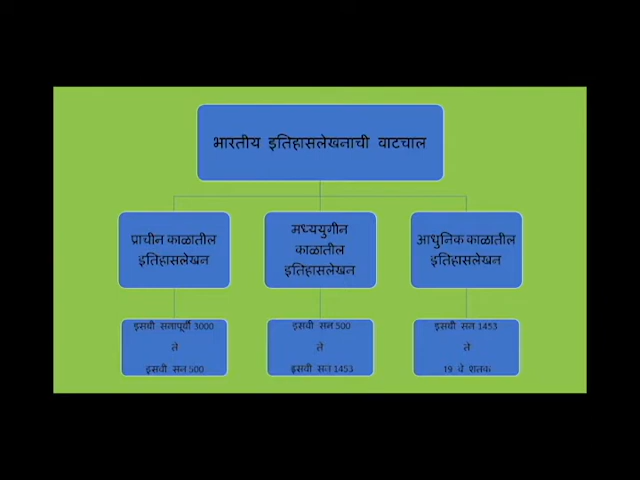 भारतीय इतिहासलेखनाची वाटचाल
प्राचीन काळातील
इतिहासलेखन
मध्ययुगीन
काळातील
इतिहासलेखन
आधुनिक काळातील
इतिहासलेखन
इसवी सनापूर्वी 3000
ते
इसवी सन 500
इसवी सन 500
ते
इसवी सन 1453
इसवी सन 1453
ते
19 वे शतक